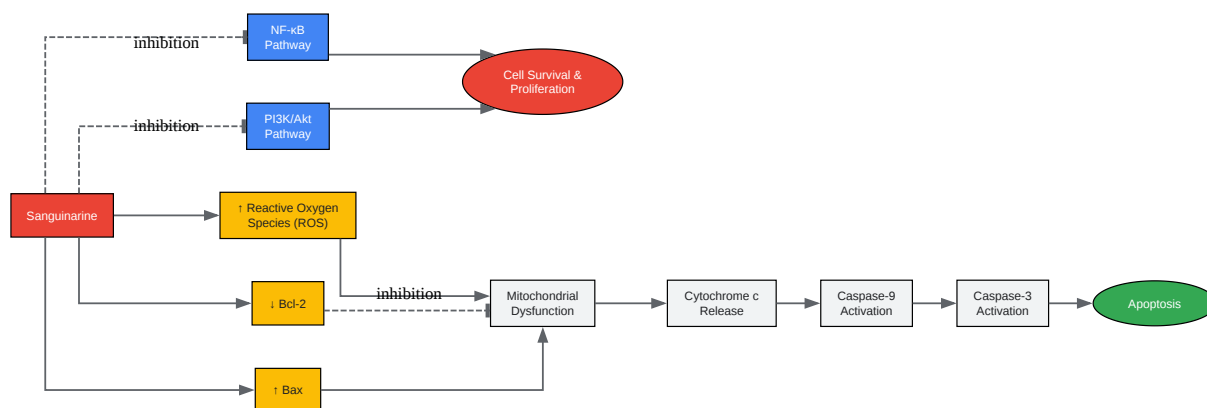 NF-κB
Pathway
inhibition
Cell Survival &
Proliferation
PI3K/Akt
Pathway
inhibition
Sanguinarine
↑ Reactive Oxygen
Species (ROS)
↓ Bcl-2
inhibition
Mitochondrial
Dysfunction
Cytochrome c
Release
Caspase-9
Activation
Caspase-3
Activation
Apoptosis
↑ Bax